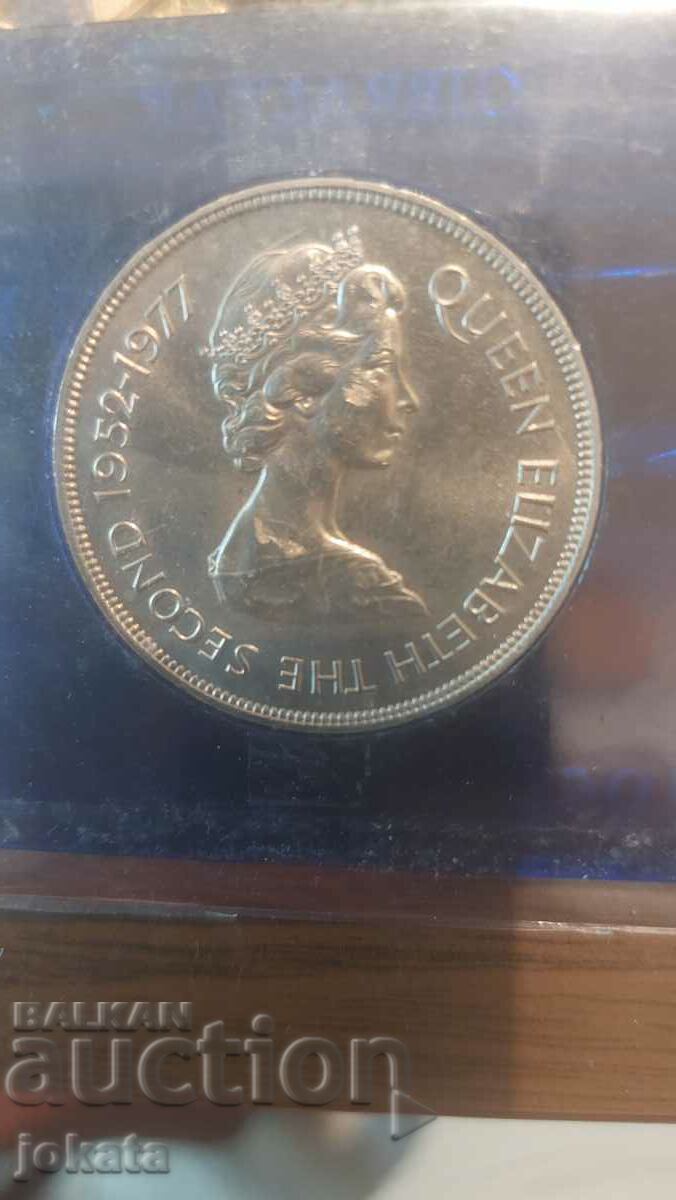 QUEEN ELIZABETH THE SECOND 1952-1977
BALKAN
auction
jokata